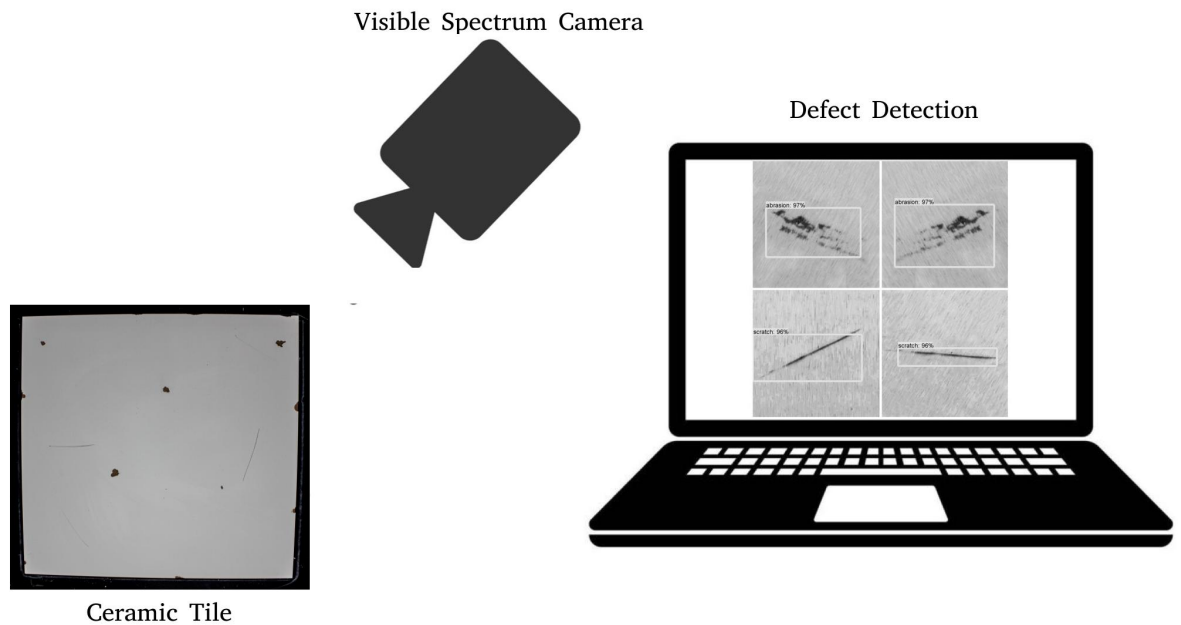 Visible Spectrum Camera
Defect Detection
abrasion: 97%
abrasion: 97%
scratch: 96%
scratch: 96%
Ceramic Tile